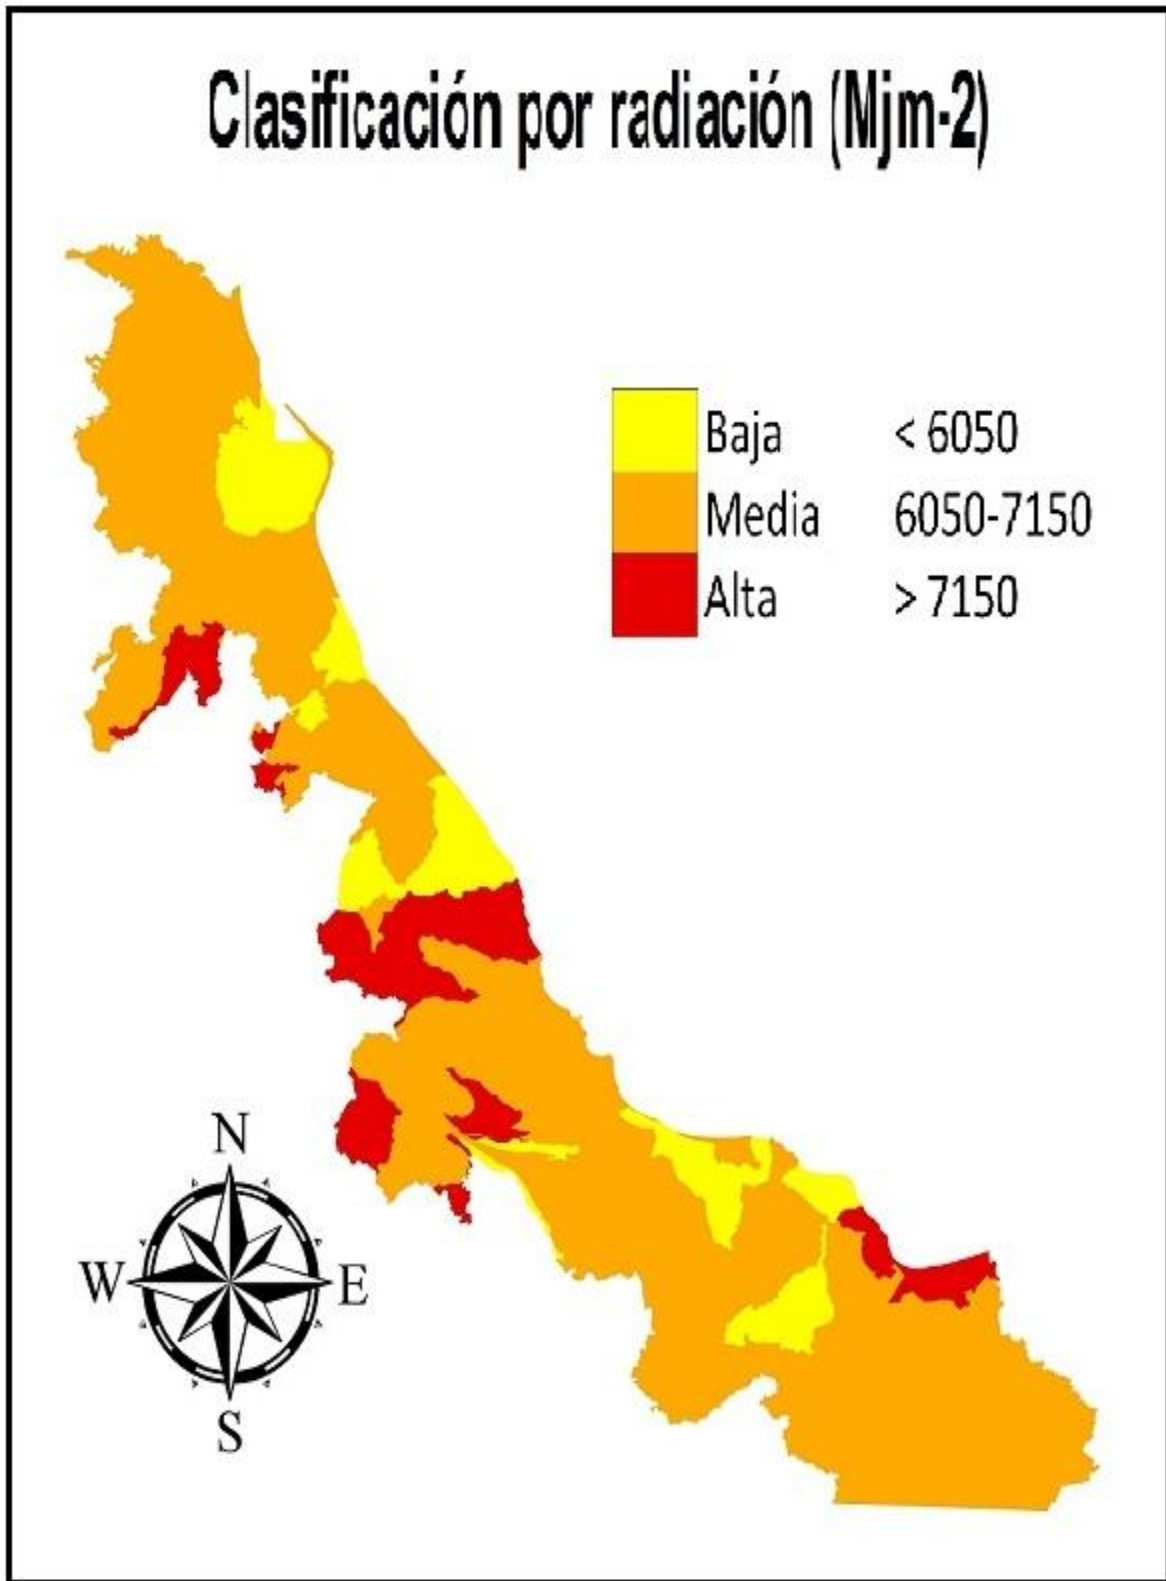 Clasificación por radiación (Mjm-2)
Baja < 6050
Media 6050-7150
Alta > 7150
N
W E
S